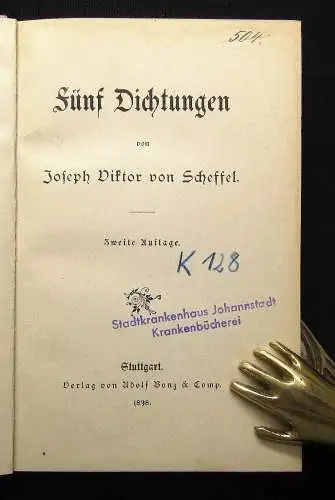 504.
Fünf Dichtungen
von
Joseph Viktor von Scheffel.
Zweite Auflage.
K 128
Stadtkrankenhaus Johannstadt
Krankenbücherei
Stuttgart.
Verlag von Adolf Bonz & Comp.
1898.